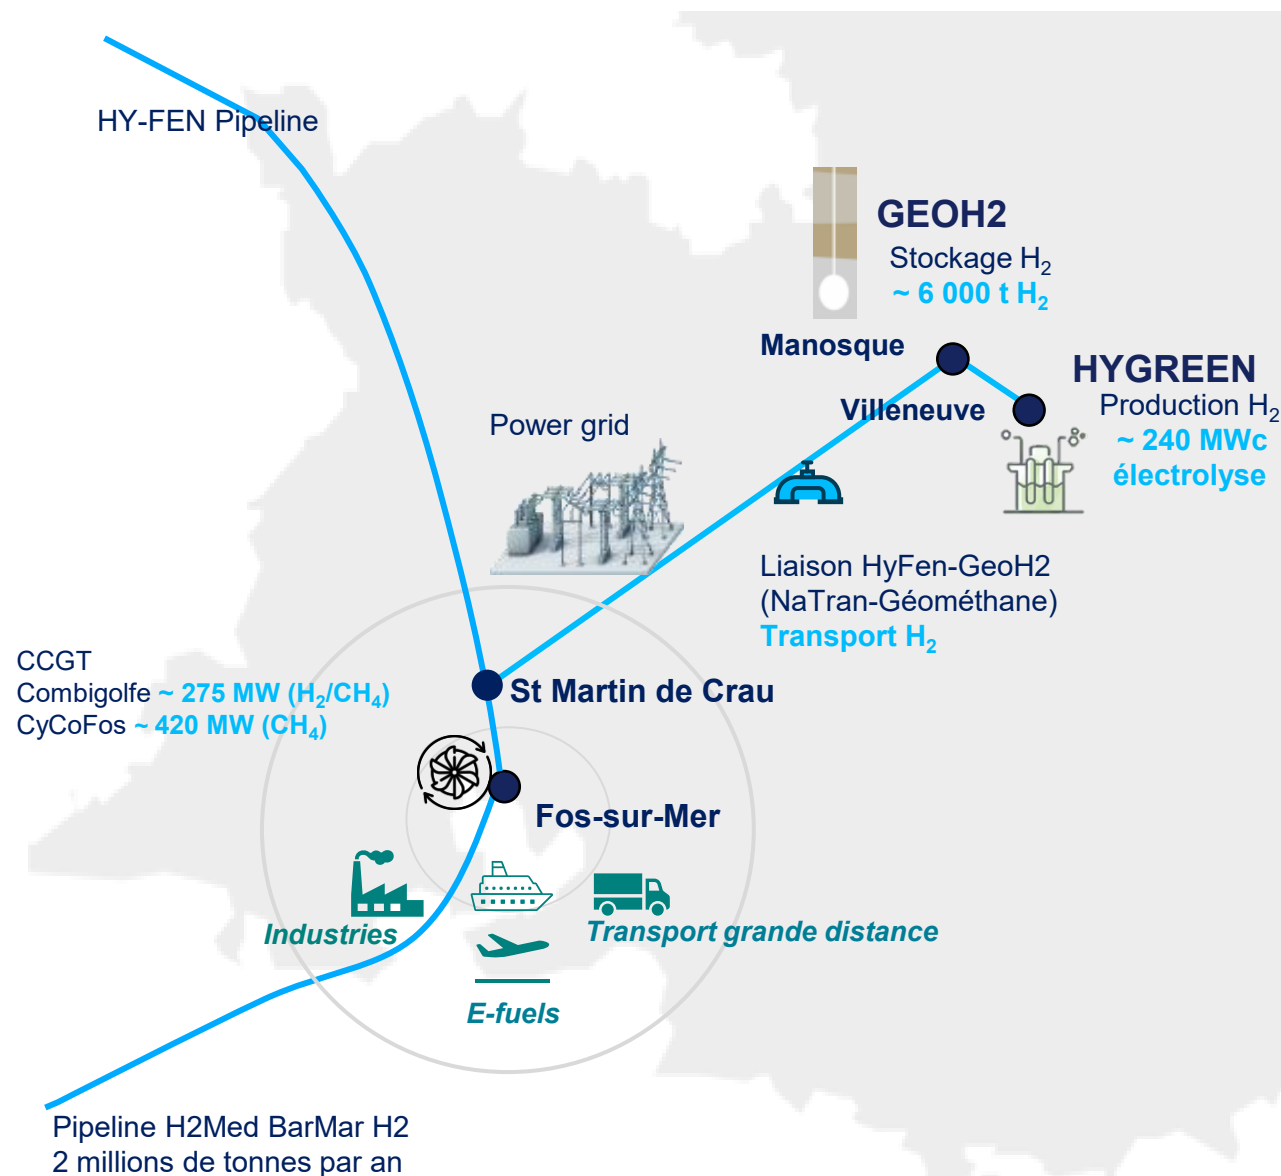 HY-FEN Pipeline
GEOH2
Stockage H₂
~ 6 000 t H₂
Manosque
HYGREEN
Villeneuve
Production H₂
~ 240 MWc
électrolyse
Power grid
Liaison HyFen-GeoH2
(NaTran-Géométhane)
Transport H₂
CCGT
Combigolfe ~ 275 MW (H₂/CH₄)
CyCoFos ~ 420 MW (CH₄)
St Martin de Crau
Fos-sur-Mer
Industries
Transport grande distance
E-fuels
Pipeline H2Med BarMar H2
2 millions de tonnes par an